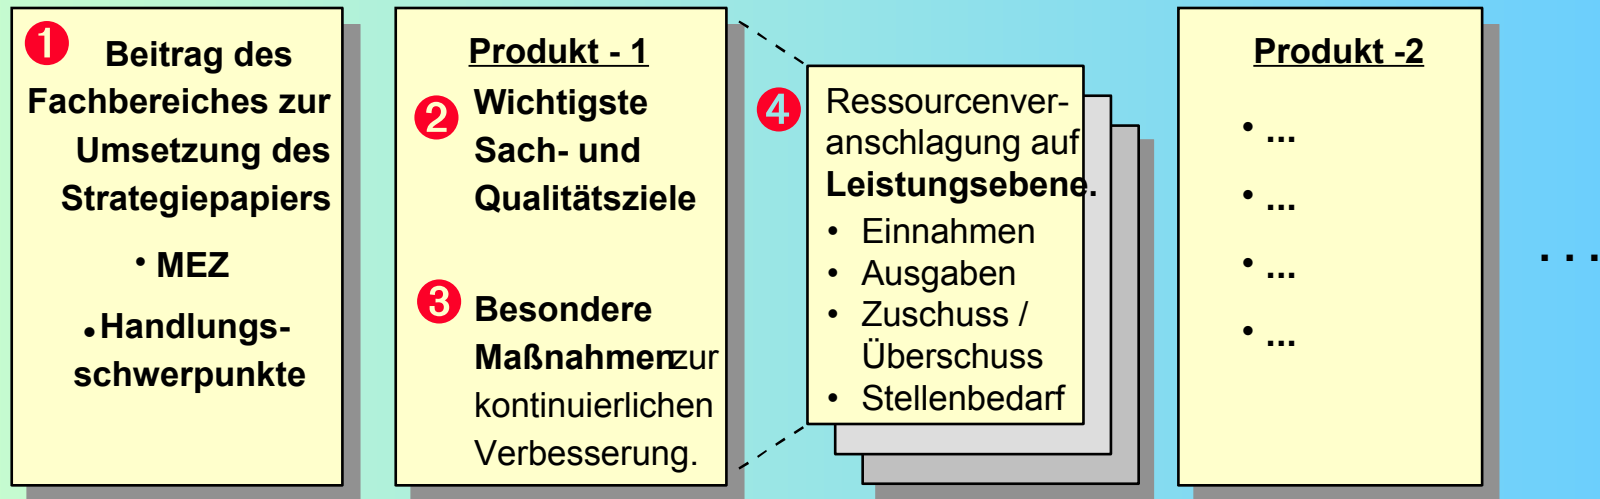 1 Beitrag des
Fachbereiches zur
Umsetzung des
Strategiepapiers
• MEZ
• Handlungs-
schwerpunkte
Produkt - 1
2 Wichtigste
Sach- und
Qualitätsziele
3 Besondere
Maßnahmen zur
kontinuierlichen
Verbesserung.
4 Ressourcenver-
anschlagung auf
Leistungsebene.
• Einnahmen
• Ausgaben
• Zuschuss /
Überschuss
• Stellenbedarf
Produkt -2
• ...
• ...
• ...
• ...
. . .